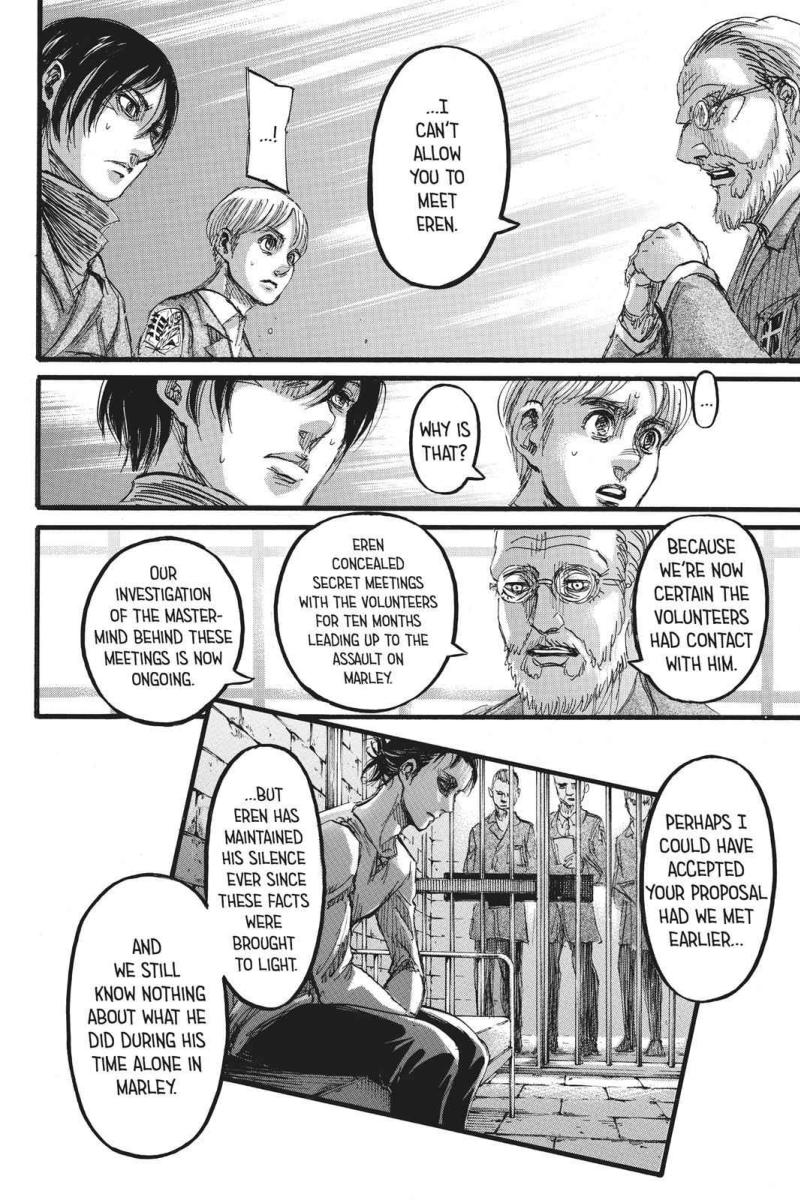 ...I
CAN'T
ALLOW
YOU TO
MEET
EREN.
...!
...
WHY IS
THAT?
BECAUSE
WE'RE NOW
CERTAIN THE
VOLUNTEERS
HAD CONTACT
WITH HIM.
EREN
CONCEALED
SECRET MEETINGS
WITH THE VOLUNTEERS
FOR TEN MONTHS
LEADING UP TO THE
ASSAULT ON
MARLEY.
OUR
INVESTIGATION
OF THE MASTER-
MIND BEHIND THESE
MEETINGS IS NOW
ONGOING.
PERHAPS I
COULD HAVE
ACCEPTED
YOUR PROPOSAL
HAD WE MET
EARLIER...
...BUT
EREN HAS
MAINTAINED
HIS SILENCE
EVER SINCE
THESE FACTS
WERE
BROUGHT
TO LIGHT.
AND
WE STILL
KNOW NOTHING
ABOUT WHAT HE
DID DURING HIS
TIME ALONE IN
MARLEY.